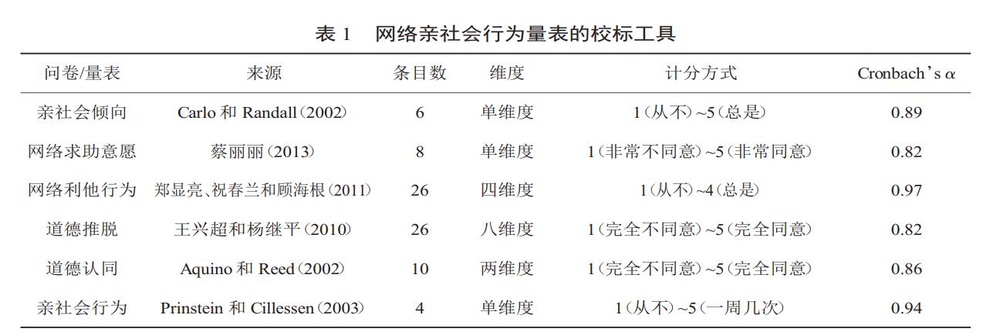 表 1 网络亲社会行为量表的校标工具
问卷/量表 来源 条目数 维度 计分方式 Cronbach’s α
亲社会倾向 Carlo 和 Randall(2002) 6 单维度 1(从不)~5(总是) 0.89
网络求助意愿 蔡丽丽(2013) 8 单维度 1(非常不同意)~5(非常同意) 0.82
网络利他行为 郑显亮、祝春兰和顾海根(2011) 26 四维度 1(从不)~4(总是) 0.97
道德推脱 王兴超和杨继平(2010) 26 八维度 1(完全不同意)~5(完全同意) 0.82
道德认同 Aquino 和 Reed(2002) 10 两维度 1(完全不同意)~5(完全同意) 0.86
亲社会行为 Prinstein 和 Cillessen(2003) 4 单维度 1(从不)~5(一周几次) 0.94